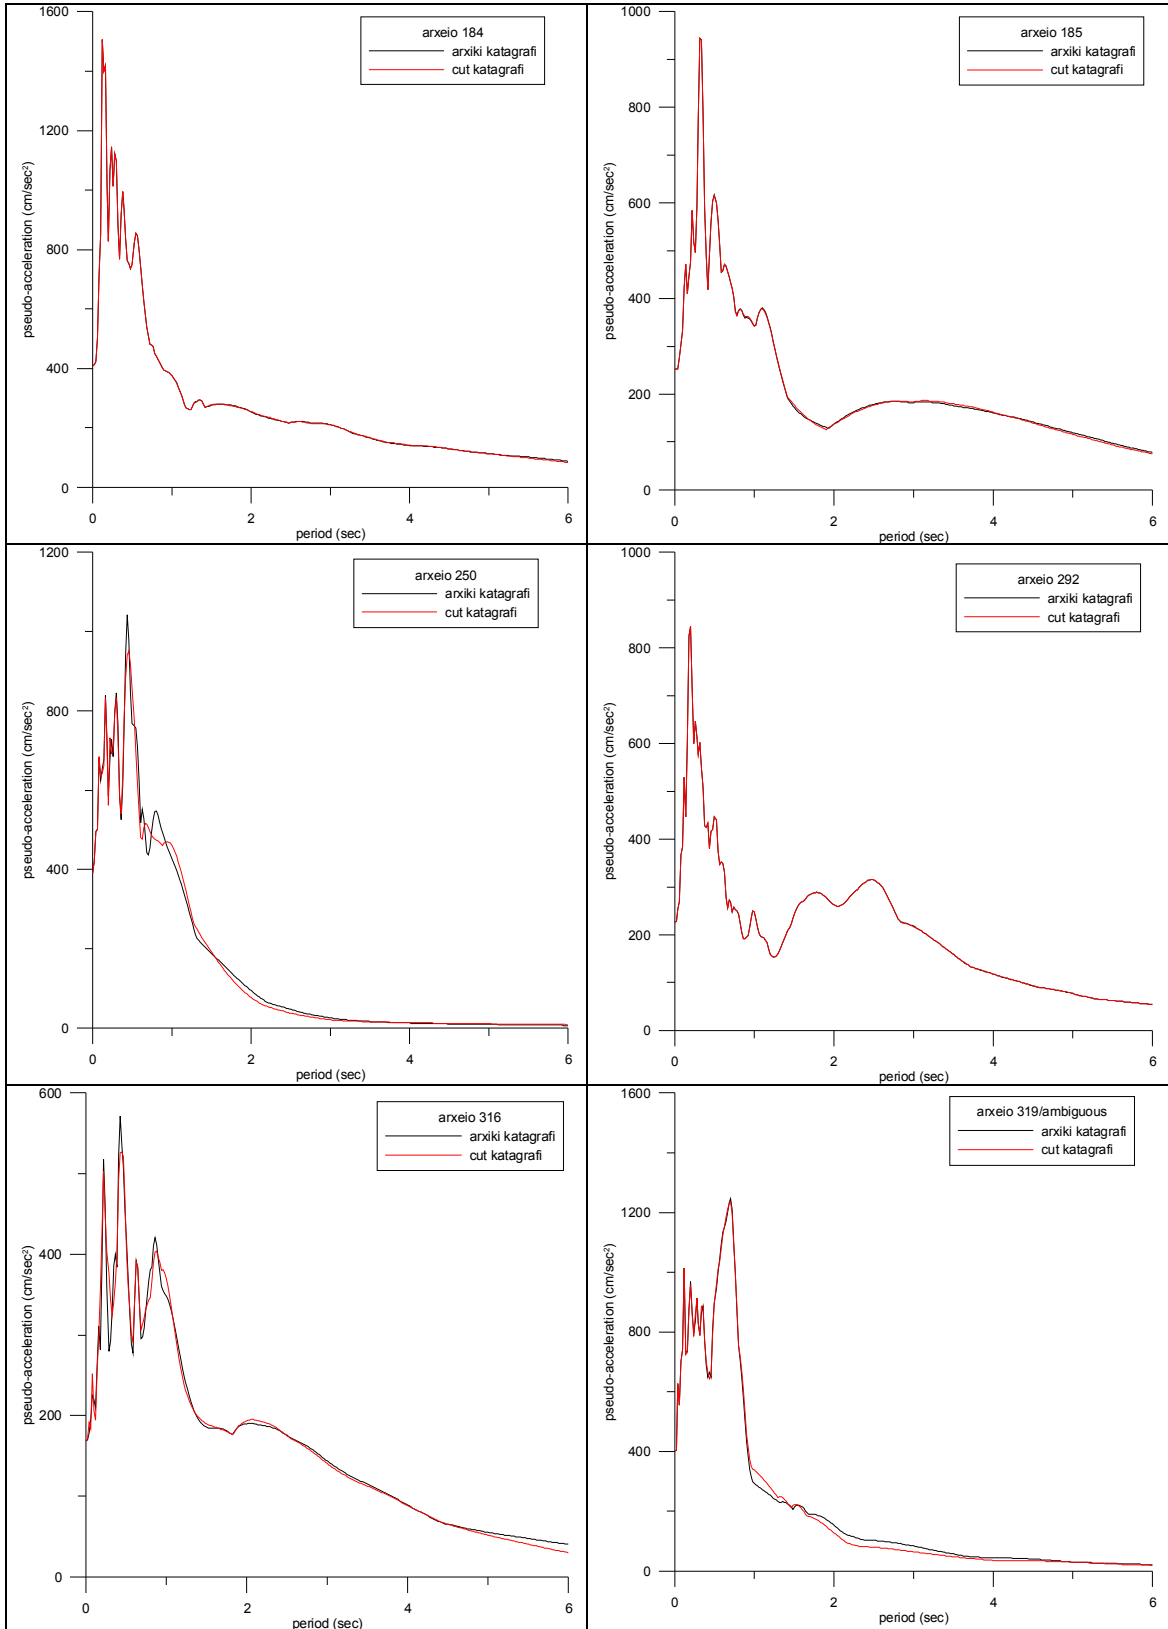 arxeio 184
arxiki katagrafi
cut katagrafi
pseudo-acceleration (cm/sec²)
1600
1200
800
400
0
0 2 4 6
period (sec)
arxeio 185
arxiki katagrafi
cut katagrafi
pseudo-acceleration (cm/sec²)
1000
800
600
400
200
0
0 2 4 6
period (sec)
arxeio 250
arxiki katagrafi
cut katagrafi
pseudo-acceleration (cm/sec²)
1200
800
400
0
0 2 4 6
period (sec)
arxeio 292
arxiki katagrafi
cut katagrafi
pseudo-acceleration (cm/sec²)
1000
800
600
400
200
0
0 2 4 6
period (sec)
arxeio 316
arxiki katagrafi
cut katagrafi
pseudo-acceleration (cm/sec²)
600
400
200
0
0 2 4 6
period (sec)
arxeio 319/ambiguous
arxiki katagrafi
cut katagrafi
pseudo-acceleration (cm/sec²)
1600
1200
800
400
0
0 2 4 6
period (sec)